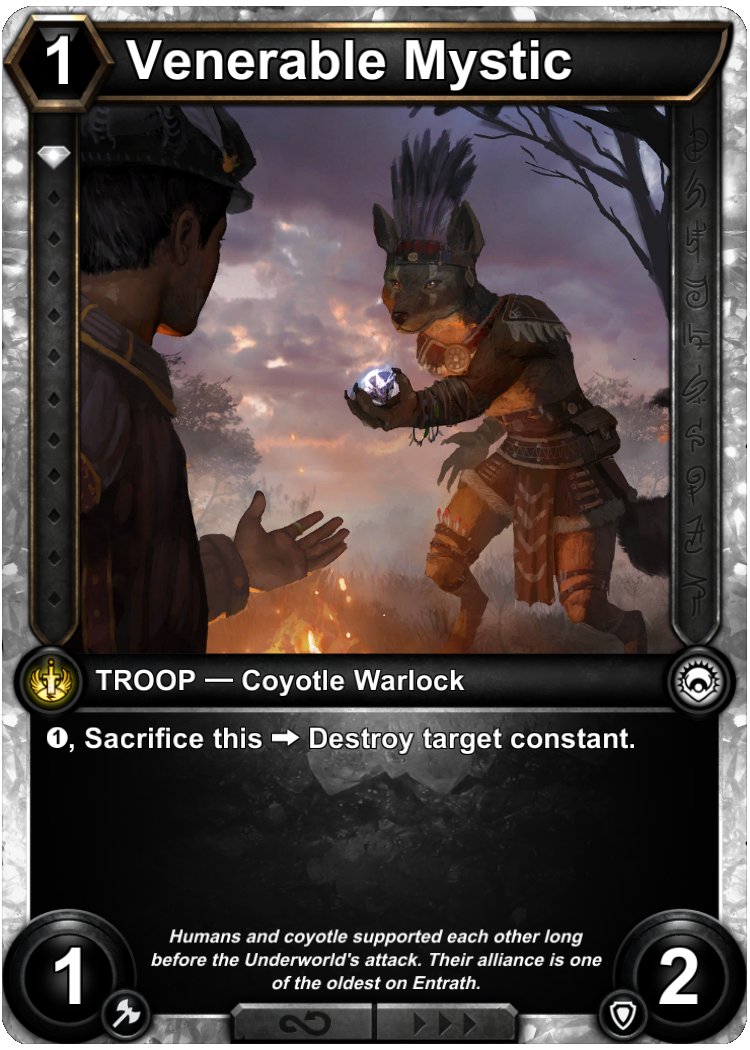 1 Venerable Mystic
TROOP — Coyotle Warlock
❶, Sacrifice this ➡ Destroy target constant.
Humans and coyotle supported each other long
before the Underworld's attack. Their alliance is one
of the oldest on Entrath.
1
2